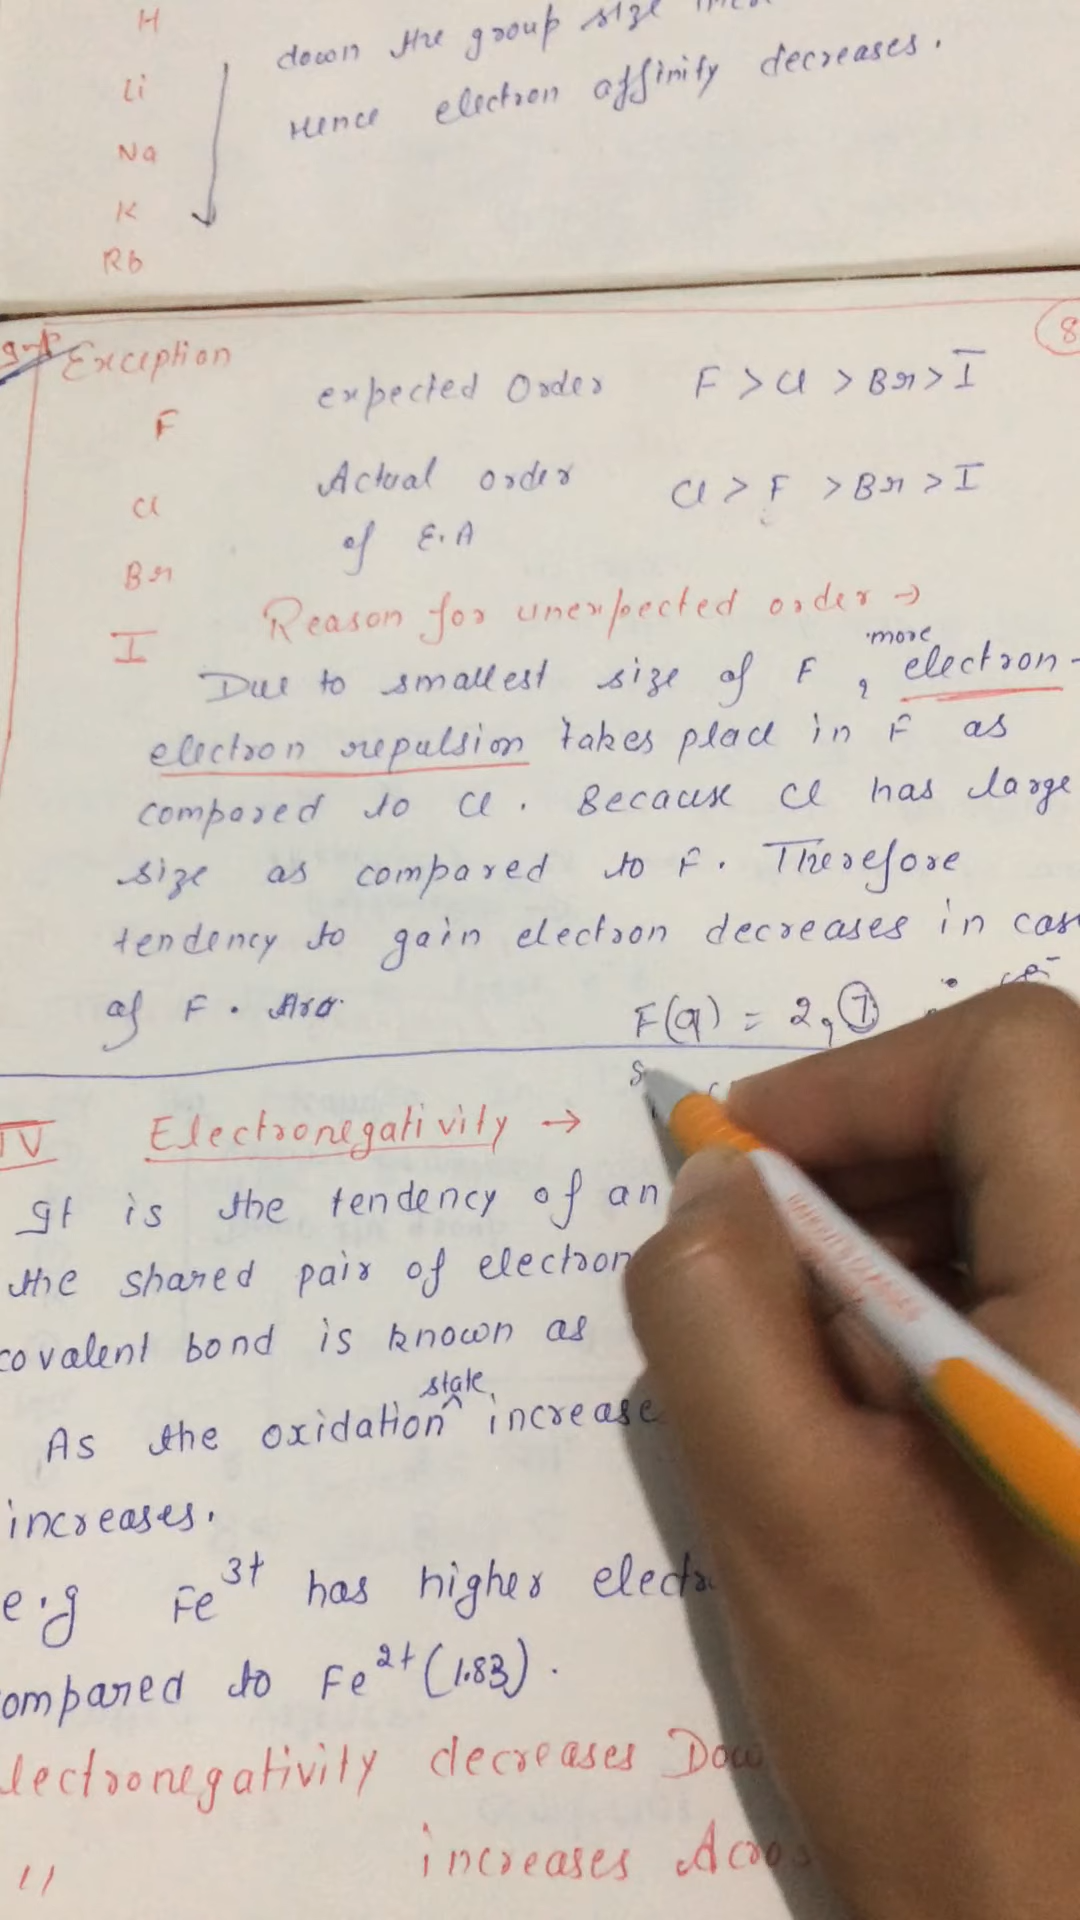 H
down the group size
Li
Hence electron affinity decreases.
Na
K
Rb
8
Exception
expected Order F > Cl > Br > I
F
Actual order Cl > F > Br > I
Cl
of E.A
Br
Reason for unexpected order →
I
more
Due to smallest size of F, electron-
electron repulsion takes place in F as
compared to Cl. Because Cl has large
size as compared to F. Therefore
tendency to gain electron decreases in cas
of F.
F(9) = 2, 7
IV Electronegativity →
It is the tendency of an
the shared pair of electron
covalent bond is known as
state
As the oxidation ^ increase
increases.
e.g Fe3+ has higher electr
ompared to Fe2+ (1.83).
lectronegativity decreases Dow
11 increases Acros